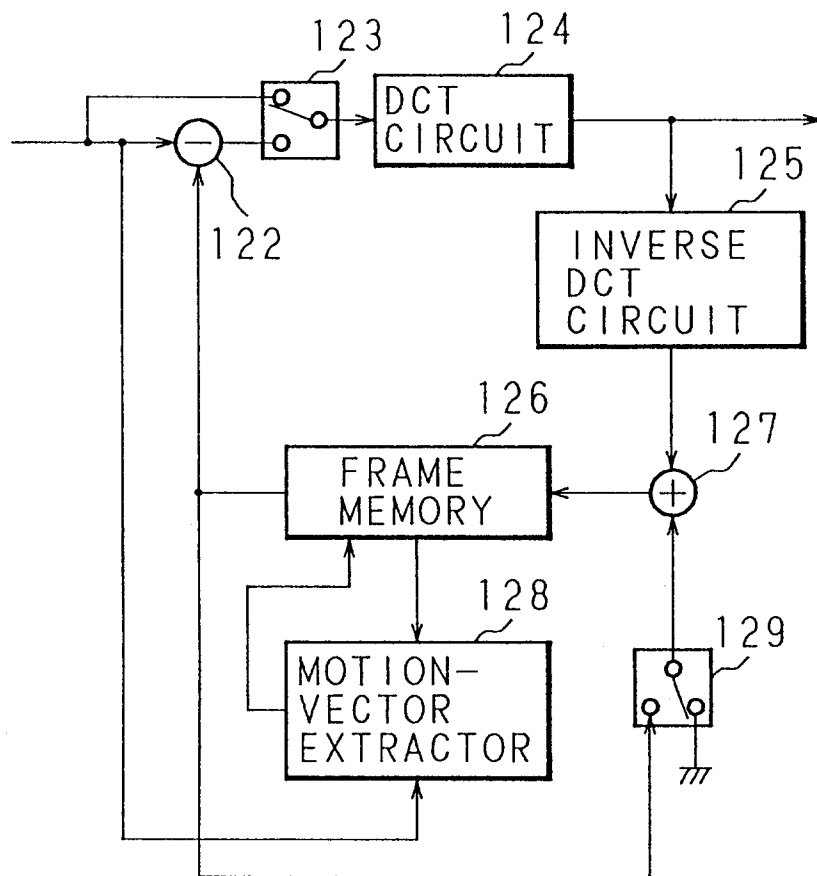 123
124
DCT
CIRCUIT
−
122
125
INVERSE
DCT
CIRCUIT
126
127
FRAME
MEMORY
+
128
129
MOTION-
VECTOR
EXTRACTOR